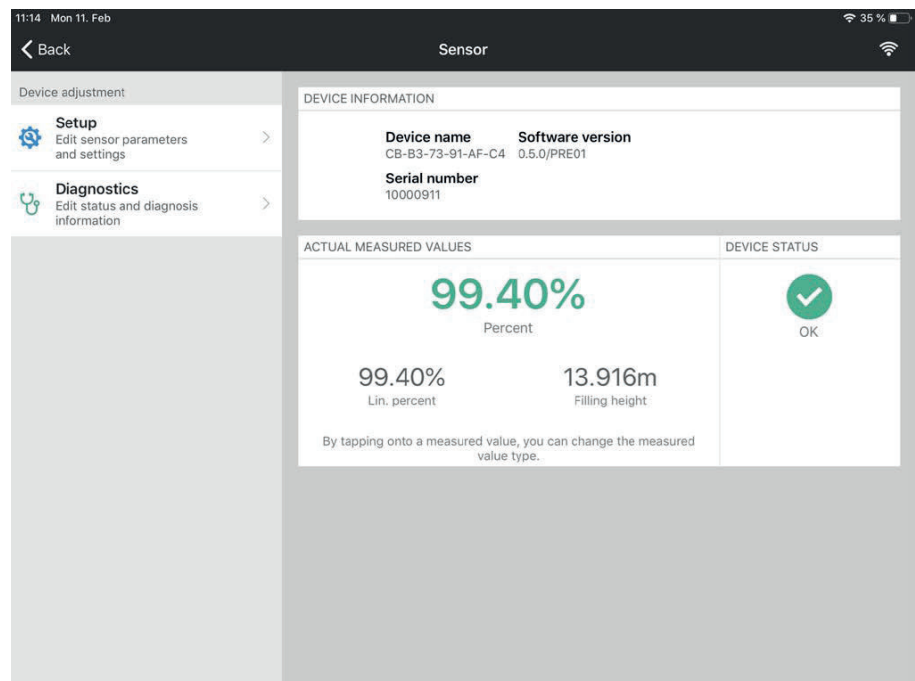 11:14 Mon 11. Feb
35 %
Back
Sensor
Device adjustment
Setup
Edit sensor parameters
and settings
Diagnostics
Edit status and diagnosis
information
DEVICE INFORMATION
Device name Software version
CB-B3-73-91-AF-C4 0.5.0/PRE01
Serial number
10000911
ACTUAL MEASURED VALUES
99.40%
Percent
99.40% 13.916m
Lin. percent Filling height
By tapping onto a measured value, you can change the measured
value type.
DEVICE STATUS
OK